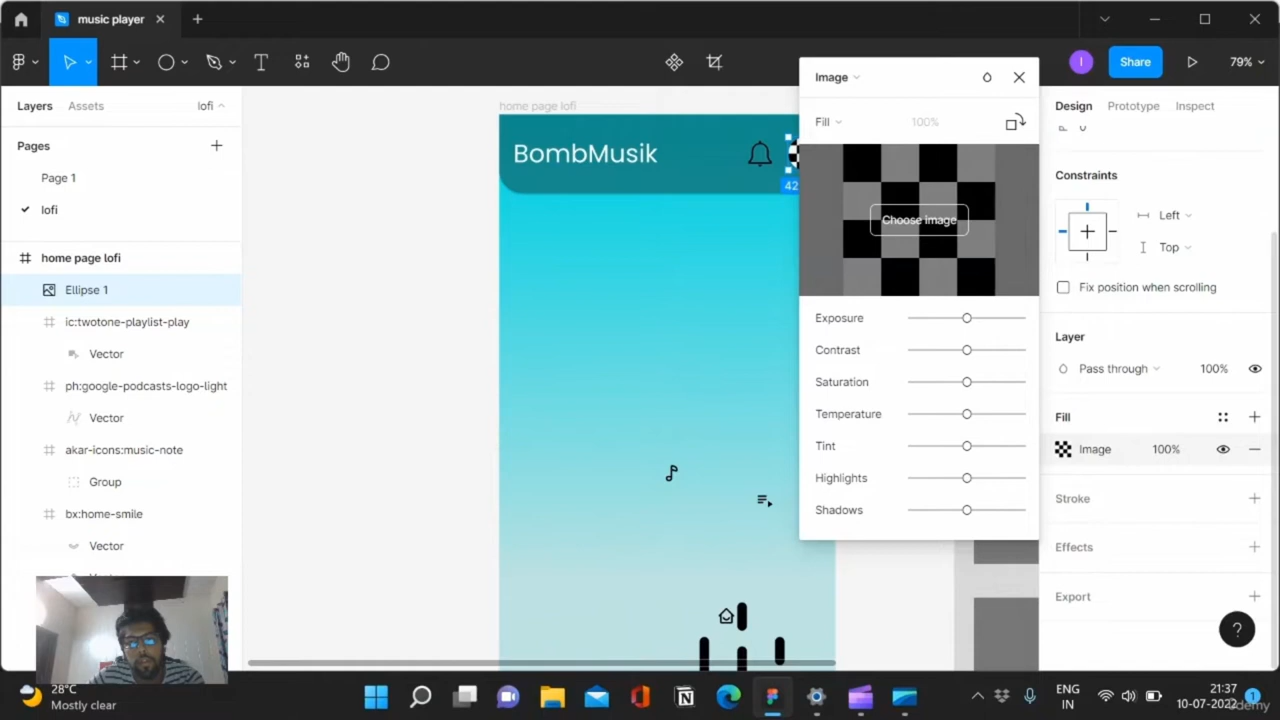 music player
Share
79%
Layers
Assets
lofi
Pages
Page 1
lofi
home page lofi
Ellipse 1
ic:twotone-playlist-play
Vector
ph:google-podcasts-logo-light
Vector
akar-icons:music-note
Group
bx:home-smile
Vector
home page lofi
BombMusik
42
Image
Fill
100%
Choose image
Exposure
Contrast
Saturation
Temperature
Tint
Highlights
Shadows
Design
Prototype
Inspect
Constraints
Left
Top
Fix position when scrolling
Layer
Pass through
100%
Fill
Image
100%
Stroke
Effects
Export
?
28°C
Mostly clear
ENG
IN
21:37
10-07-2022
1
Udemy